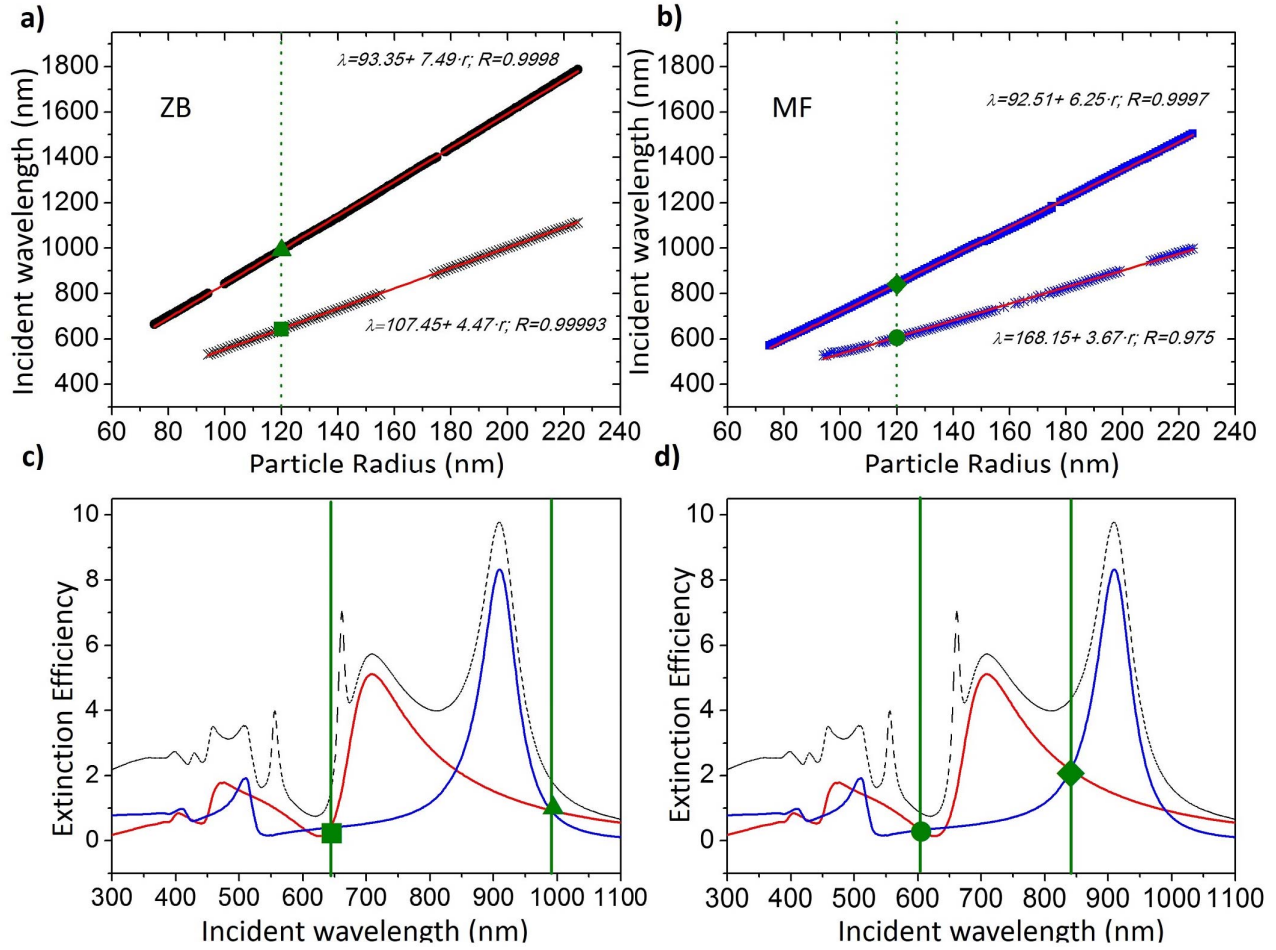 a)
λ=93.35+ 7.49·r; R=0.9998
ZB
λ=107.45+ 4.47·r; R=0.99993
Incident wavelength (nm)
1800
1600
1400
1200
1000
800
600
400
60 80 100 120 140 160 180 200 220 240
Particle Radius (nm)
b)
λ=92.51+ 6.25·r; R=0.9997
MF
λ=168.15+ 3.67·r; R=0.975
Incident wavelength (nm)
1800
1600
1400
1200
1000
800
600
400
60 80 100 120 140 160 180 200 220 240
Particle Radius (nm)
c)
Extinction Efficiency
10
8
6
4
2
0
300 400 500 600 700 800 900 1000 1100
Incident wavelength (nm)
d)
Extinction Efficiency
10
8
6
4
2
0
300 400 500 600 700 800 900 1000 1100
Incident wavelength (nm)